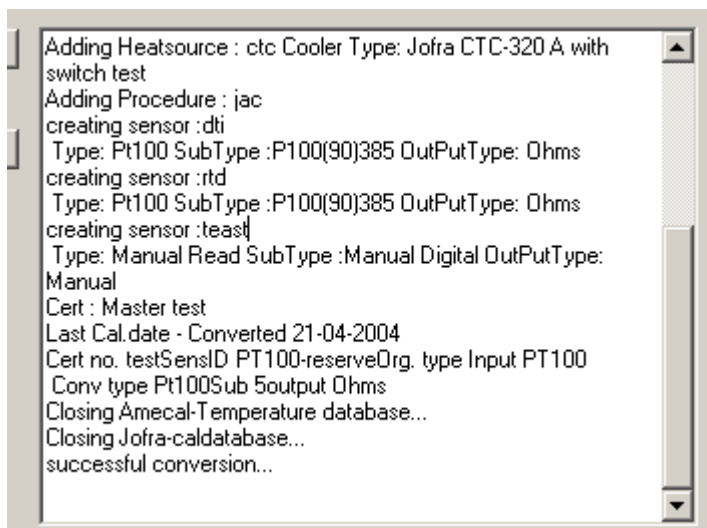 Adding Heatsource : ctc Cooler Type: Jofra CTC-320 A with
switch test
Adding Procedure : jac
creating sensor :dti
Type: Pt100 SubType :P100(90)385 OutPutType: Ohms
creating sensor :rtd
Type: Pt100 SubType :P100(90)385 OutPutType: Ohms
creating sensor :teast
Type: Manual Read SubType :Manual Digital OutPutType:
Manual
Cert : Master test
Last Cal.date - Converted 21-04-2004
Cert no. testSensID PT100-reserveOrg. type Input PT100
Conv type Pt100Sub 5output Ohms
Closing Amecal-Temperature database...
Closing Jofra-caldatabase...
successful conversion...